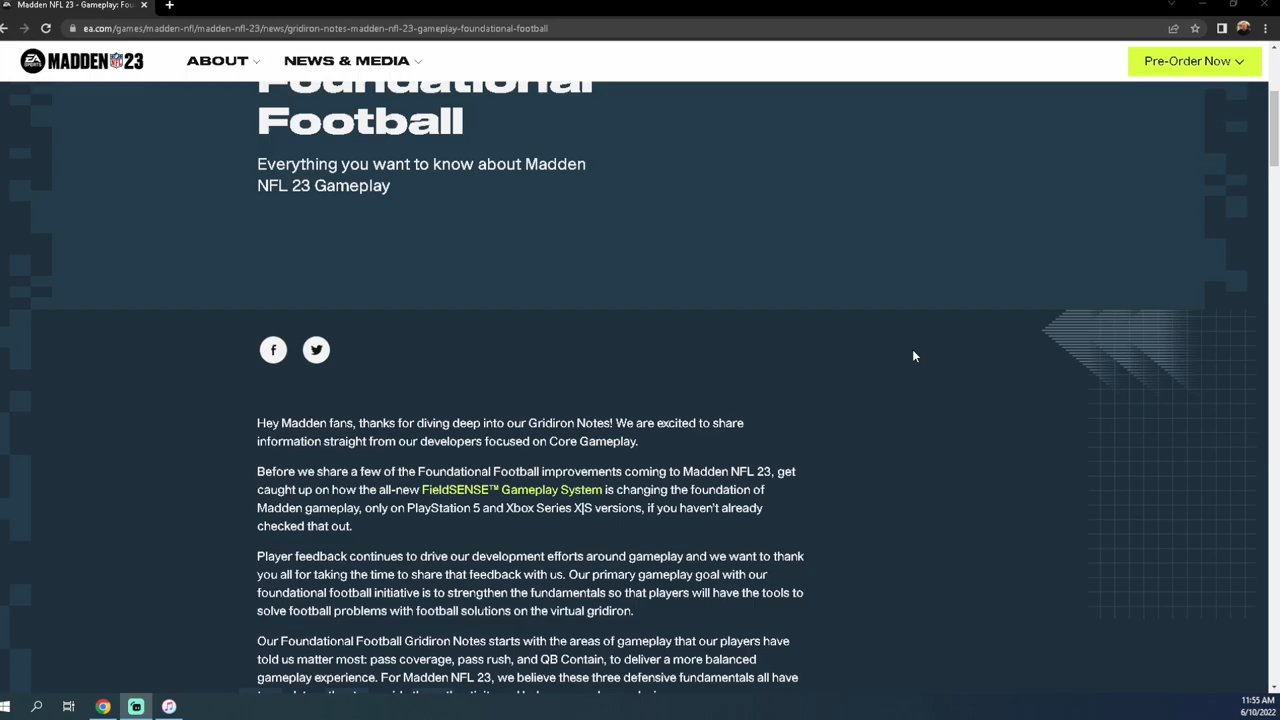 Madden NFL 23 - Gameplay: Fou
ea.com/games/madden-nfl/madden-nfl-23/news/gridiron-notes-madden-nfl-23-gameplay-foundational-football
EA SPORTS MADDEN NFL 23
ABOUT
NEWS & MEDIA
Pre-Order Now
Foundational
Football
Everything you want to know about Madden
NFL 23 Gameplay
Hey Madden fans, thanks for diving deep into our Gridiron Notes! We are excited to share
information straight from our developers focused on Core Gameplay.
Before we share a few of the Foundational Football improvements coming to Madden NFL 23, get
caught up on how the all-new FieldSENSE™ Gameplay System is changing the foundation of
Madden gameplay, only on PlayStation 5 and Xbox Series X|S versions, if you haven't already
checked that out.
Player feedback continues to drive our development efforts around gameplay and we want to thank
you all for taking the time to share that feedback with us. Our primary gameplay goal with our
foundational football initiative is to strengthen the fundamentals so that players will have the tools to
solve football problems with football solutions on the virtual gridiron.
Our Foundational Football Gridiron Notes starts with the areas of gameplay that our players have
told us matter most: pass coverage, pass rush, and QB Contain, to deliver a more balanced
gameplay experience. For Madden NFL 23, we believe these three defensive fundamentals all have
11:55 AM
6/10/2022